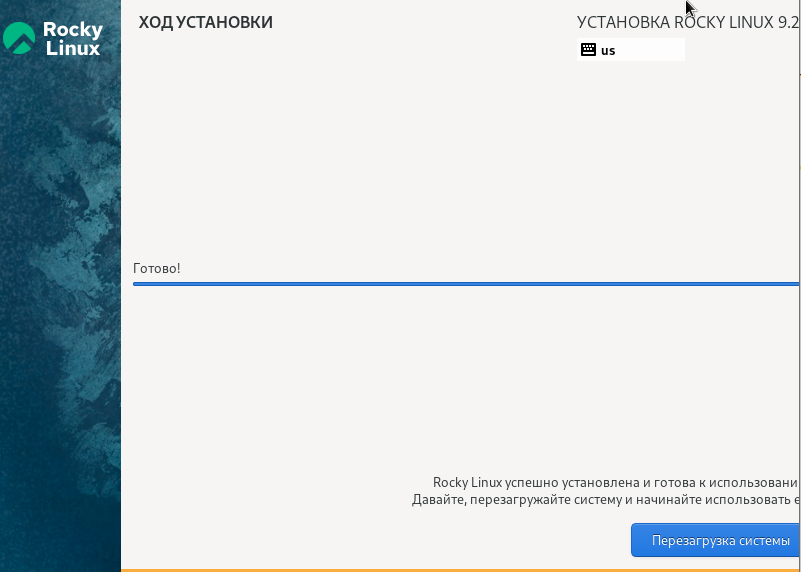 Rocky
Linux
ХОД УСТАНОВКИ
УСТАНОВКА ROCKY LINUX 9.2
us
Готово!
Rocky Linux успешно установлена и готова к использовани
Давайте, перезагружайте систему и начинайте использовать е
Перезагрузка системы